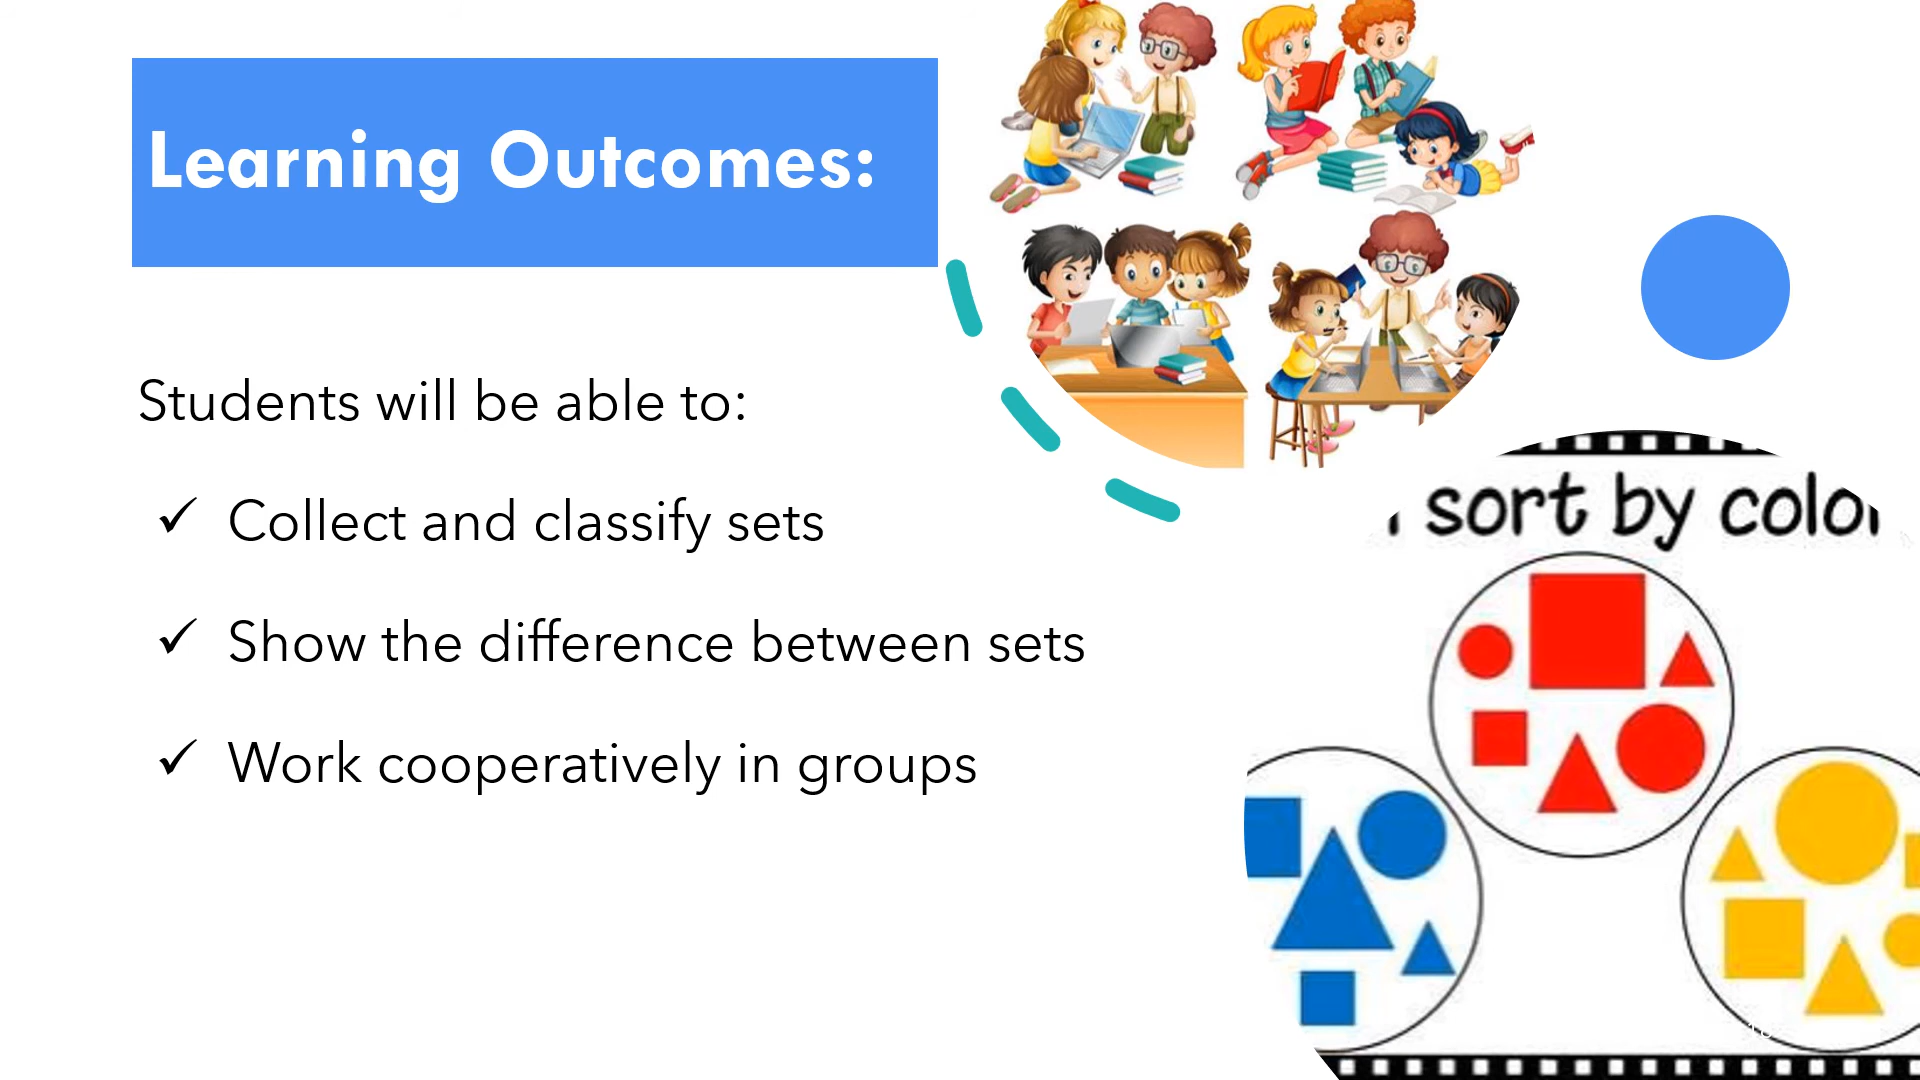 Learning Outcomes:
Students will be able to:
✓ Collect and classify sets
✓ Show the difference between sets
✓ Work cooperatively in groups
sort by color